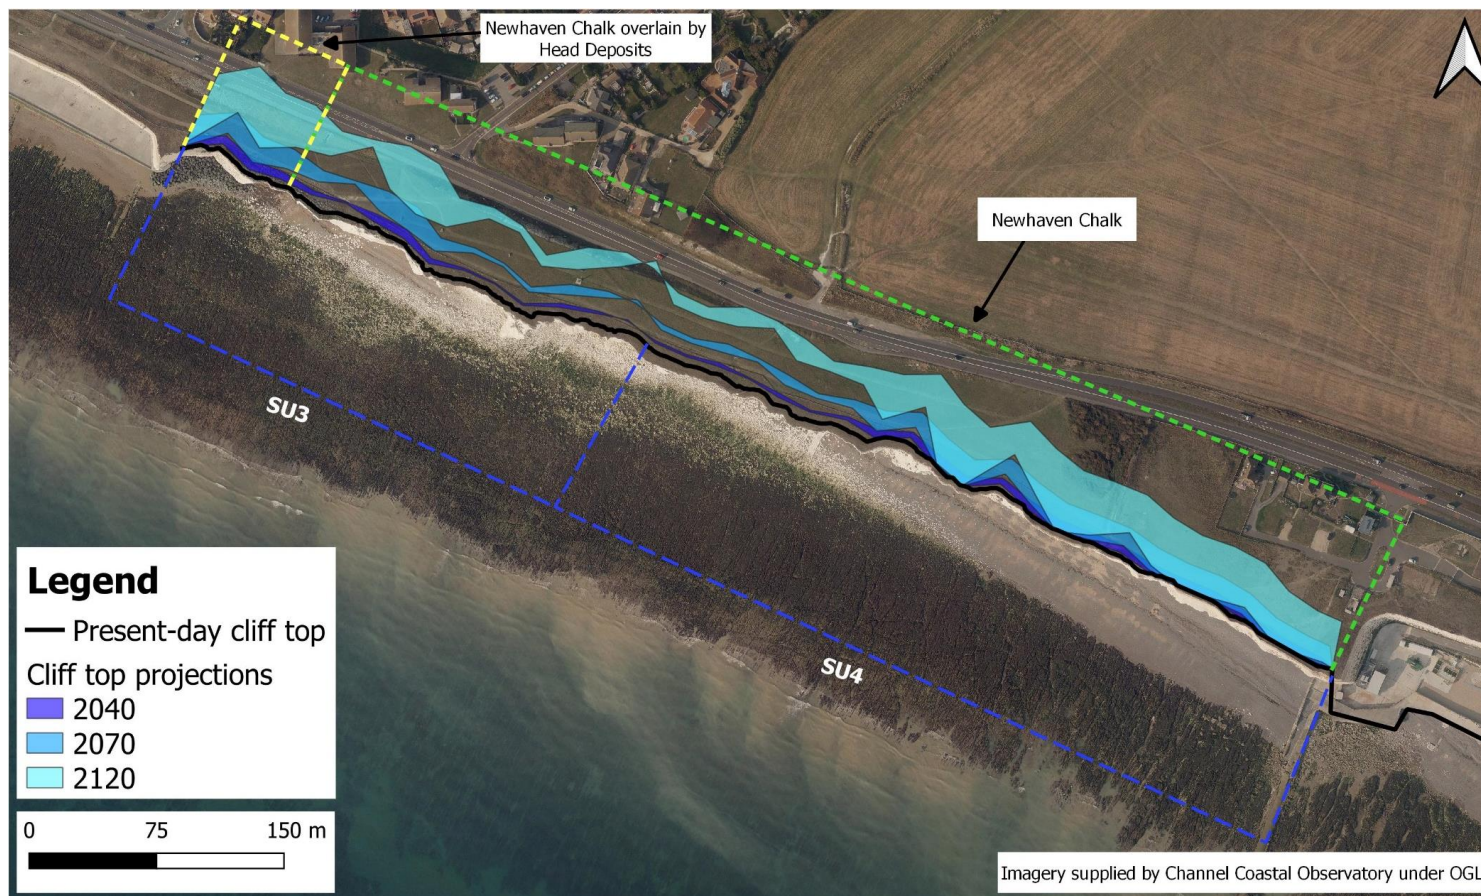 Newhaven Chalk overlain by
Head Deposits
Newhaven Chalk
SU3
SU4
Legend
Present-day cliff top
Cliff top projections
2040
2070
2120
0 75 150 m
Imagery supplied by Channel Coastal Observatory under OGL